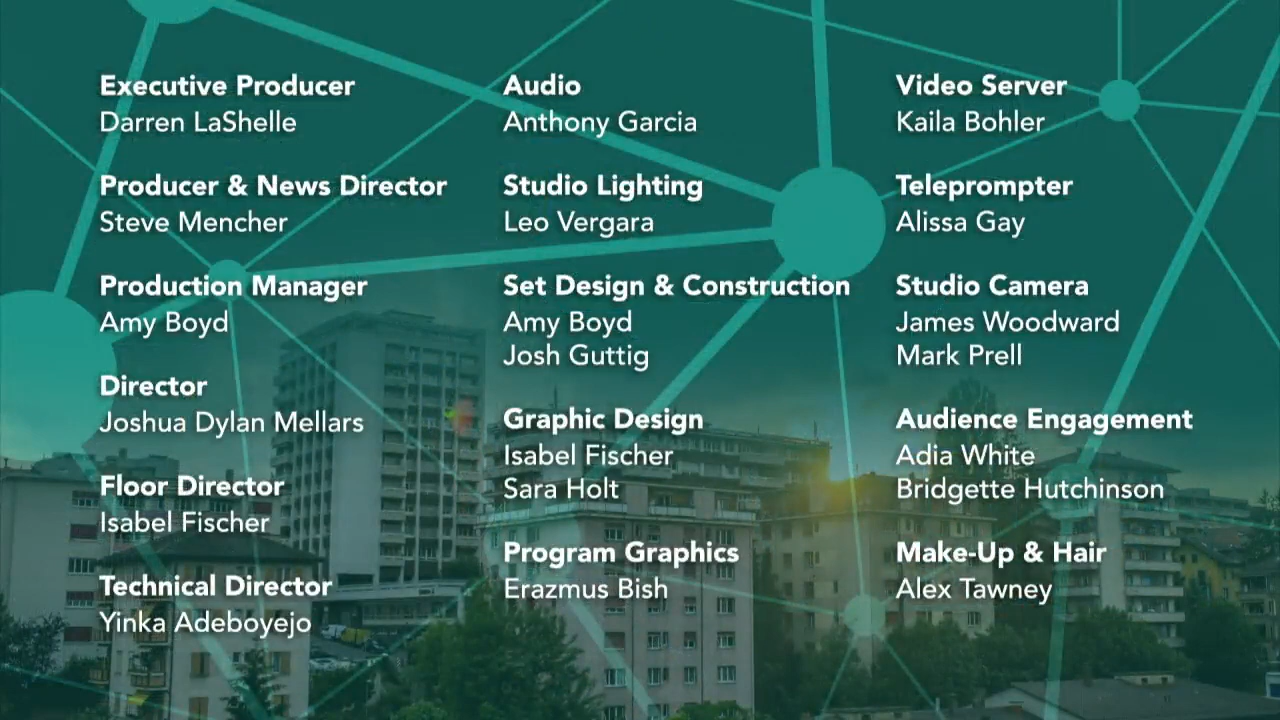 Executive Producer
Darren LaShelle
Producer & News Director
Steve Mencher
Production Manager
Amy Boyd
Director
Joshua Dylan Mellars
Floor Director
Isabel Fischer
Technical Director
Yinka Adeboyejo
Audio
Anthony Garcia
Studio Lighting
Leo Vergara
Set Design & Construction
Amy Boyd
Josh Guttig
Graphic Design
Isabel Fischer
Sara Holt
Program Graphics
Erazmus Bish
Video Server
Kaila Bohler
Teleprompter
Alissa Gay
Studio Camera
James Woodward
Mark Prell
Audience Engagement
Adia White
Bridgette Hutchinson
Make-Up & Hair
Alex Tawney